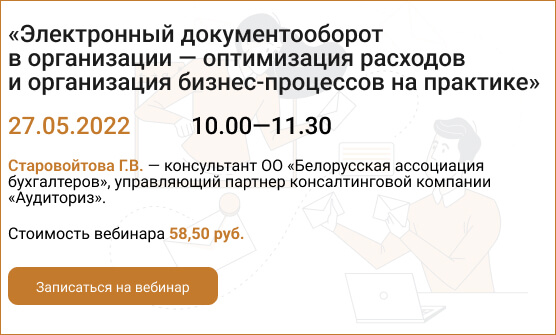 «Электронный документооборот
в организации — оптимизация расходов
и организация бизнес-процессов на практике»
27.05.2022 10.00—11.30
Старовойтова Г.В. — консультант ОО «Белорусская ассоциация
бухгалтеров», управляющий партнер консалтинговой компании
«Аудиториз».
Стоимость вебинара 58,50 руб.
Записаться на вебинар